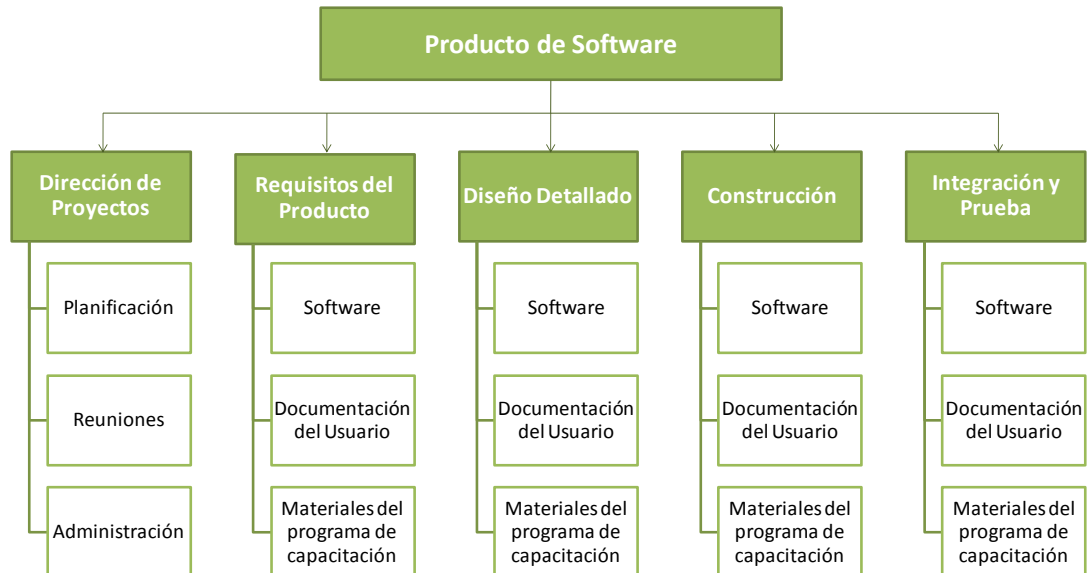 Producto de Software
Dirección de
Proyectos
Requisitos del
Producto
Diseño Detallado
Construcción
Integración y
Prueba
Planificación
Software
Software
Software
Software
Reuniones
Documentación
del Usuario
Documentación
del Usuario
Documentación
del Usuario
Documentación
del Usuario
Administración
Materiales del
programa de
capacitación
Materiales del
programa de
capacitación
Materiales del
programa de
capacitación
Materiales del
programa de
capacitación